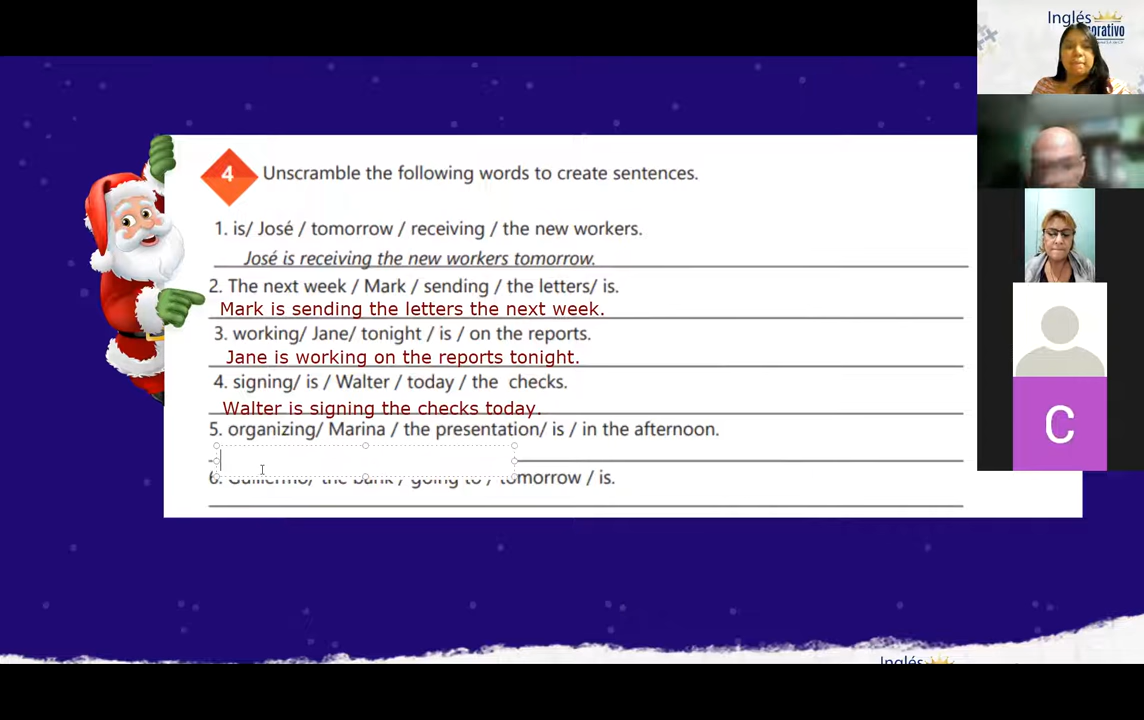 Inglés
orativo
4
Unscramble the following words to create sentences.
1. is/ José / tomorrow / receiving / the new workers.
José is receiving the new workers tomorrow.
2. The next week / Mark / sending / the letters/ is.
Mark is sending the letters the next week.
3. working/ Jane/ tonight / is / on the reports.
Jane is working on the reports tonight.
4. signing/ is / Walter / today / the checks.
Walter is signing the checks today.
5. organizing/ Marina / the presentation/ is / in the afternoon.
6. Guillermo/ the bank / going to / tomorrow / is.
C
Inglés